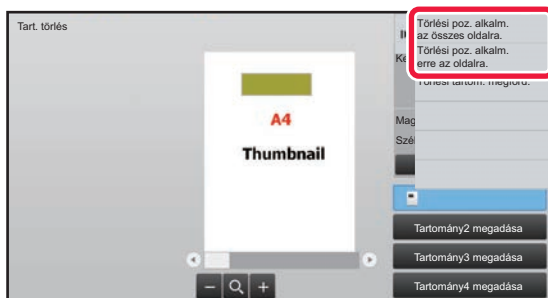 Tart. törlés
Törlési poz. alkalm.
az összes oldalra.
Törlési poz. alkalm.
erre az oldalra.
A4
Thumbnail
Tartomány2 megadása
Tartomány3 megadása
Tartomány4 megadása